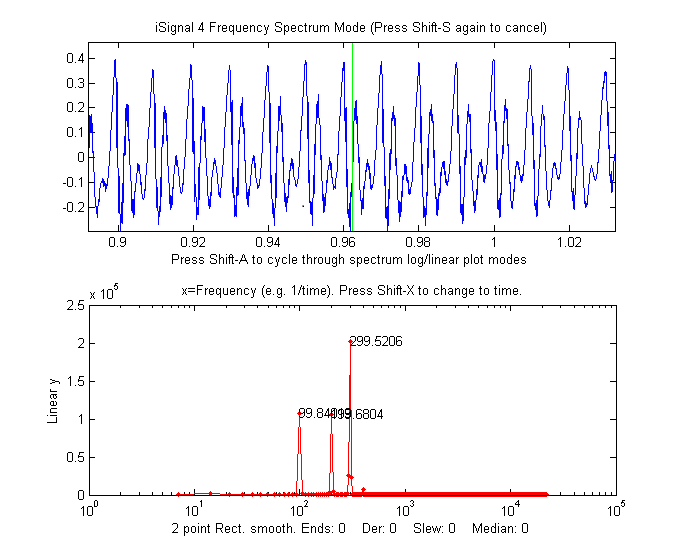 iSignal 4 Frequency Spectrum Mode (Press Shift-S again to cancel)
0.4
0.3
0.2
0.1
0
-0.1
-0.2
0.9 0.92 0.94 0.96 0.98 1 1.02
Press Shift-A to cycle through spectrum log/linear plot modes
x 10^5
x=Frequency (e.g. 1/time). Press Shift-X to change to time.
2.5
2
1.5
1
0.5
0
Linear y
299.5206
199.6804
10^0 10^1 10^2 10^3 10^4 10^5
2 point Rect. smooth. Ends: 0 Der: 0 Slew: 0 Median: 0